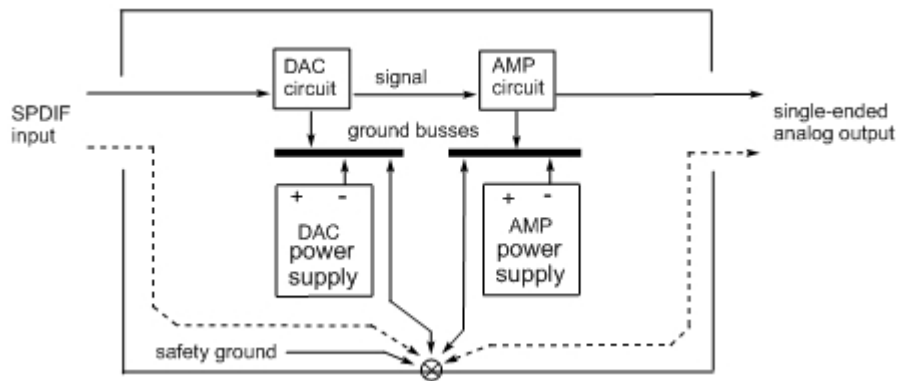 DAC
circuit
signal
AMP
circuit
SPDIF
input
single-ended
analog output
ground busses
+ -
DAC
power
supply
+ -
AMP
power
supply
safety ground